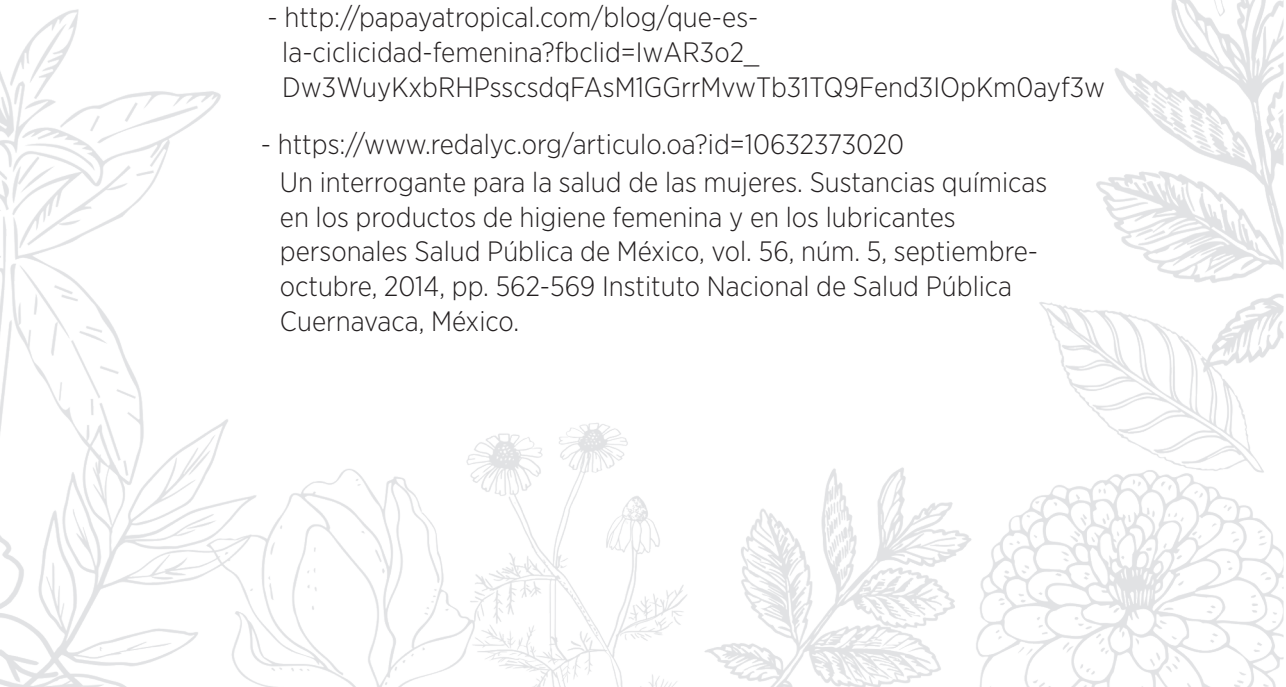 - http://papayatropical.com/blog/que-es-
la-ciclicidad-femenina?fbclid=IwAR3o2_
Dw3WuyKxbRHPsscsdqFAsM1GGrrMvwTb31TQ9Fend3IOpKm0ayf3w
- https://www.redalyc.org/articulo.oa?id=10632373020
Un interrogante para la salud de las mujeres. Sustancias químicas
en los productos de higiene femenina y en los lubricantes
personales Salud Pública de México, vol. 56, núm. 5, septiembre-
octubre, 2014, pp. 562-569 Instituto Nacional de Salud Pública
Cuernavaca, México.